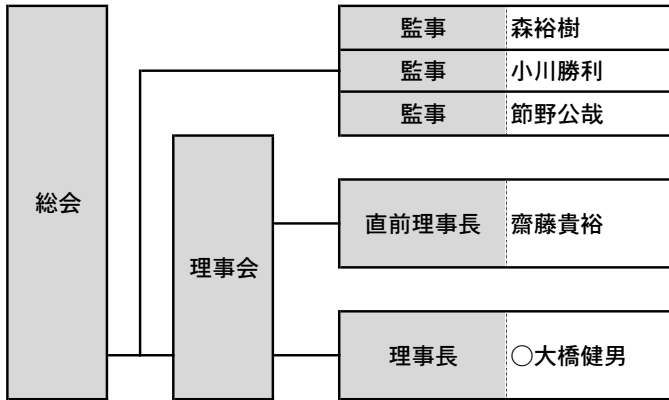 監事 森裕樹
監事 小川勝利
監事 節野公哉
総会
直前理事長 齋藤貴裕
理事会
理事長 ○大橋健男